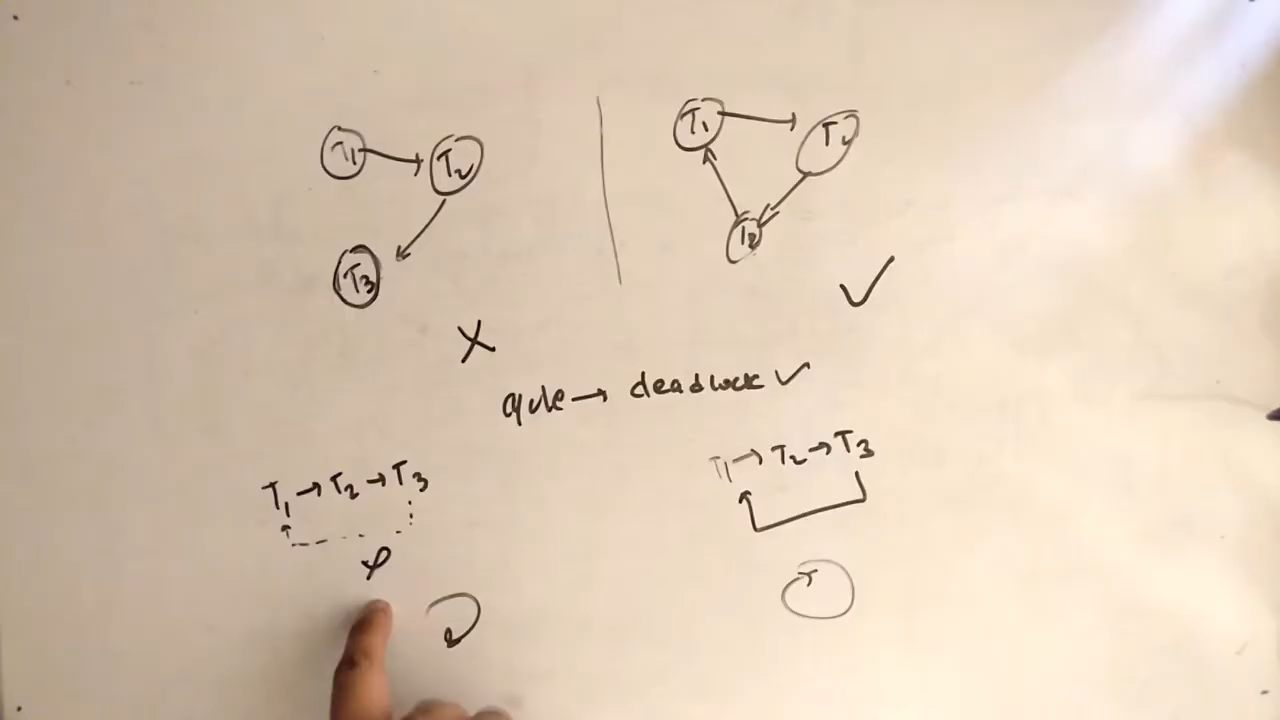 T1 → T2
T3
T1 → T2
T3
X
✓
cycle → deadlock ✓
T1 → T2 → T3
T1 → T2 → T3